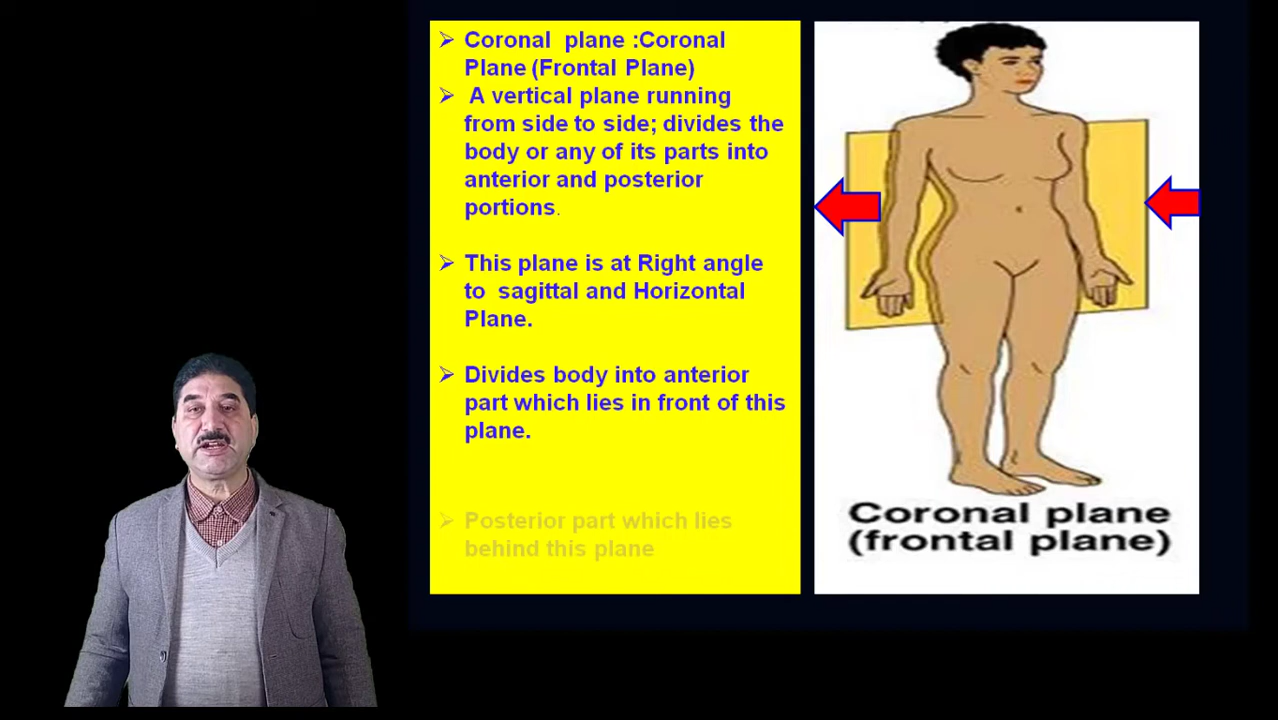 ➢ Coronal plane :Coronal
Plane (Frontal Plane)
➢ A vertical plane running
from side to side; divides the
body or any of its parts into
anterior and posterior
portions.
➢ This plane is at Right angle
to sagittal and Horizontal
Plane.
➢ Divides body into anterior
part which lies in front of this
plane.
➢ Posterior part which lies
behind this plane
Coronal plane
(frontal plane)